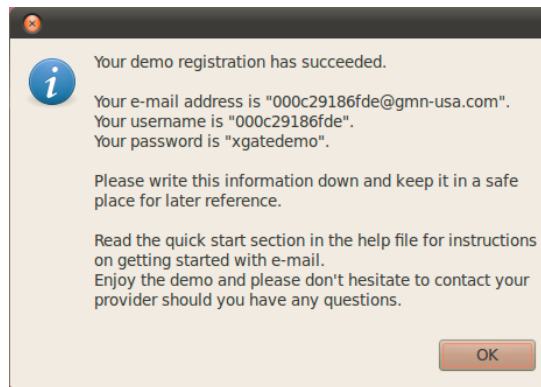 Your demo registration has succeeded.
Your e-mail address is "000c29186fde@gmn-usa.com".
Your username is "000c29186fde".
Your password is "xgatedemo".
Please write this information down and keep it in a safe
place for later reference.
Read the quick start section in the help file for instructions
on getting started with e-mail.
Enjoy the demo and please don't hesitate to contact your
provider should you have any questions.
OK